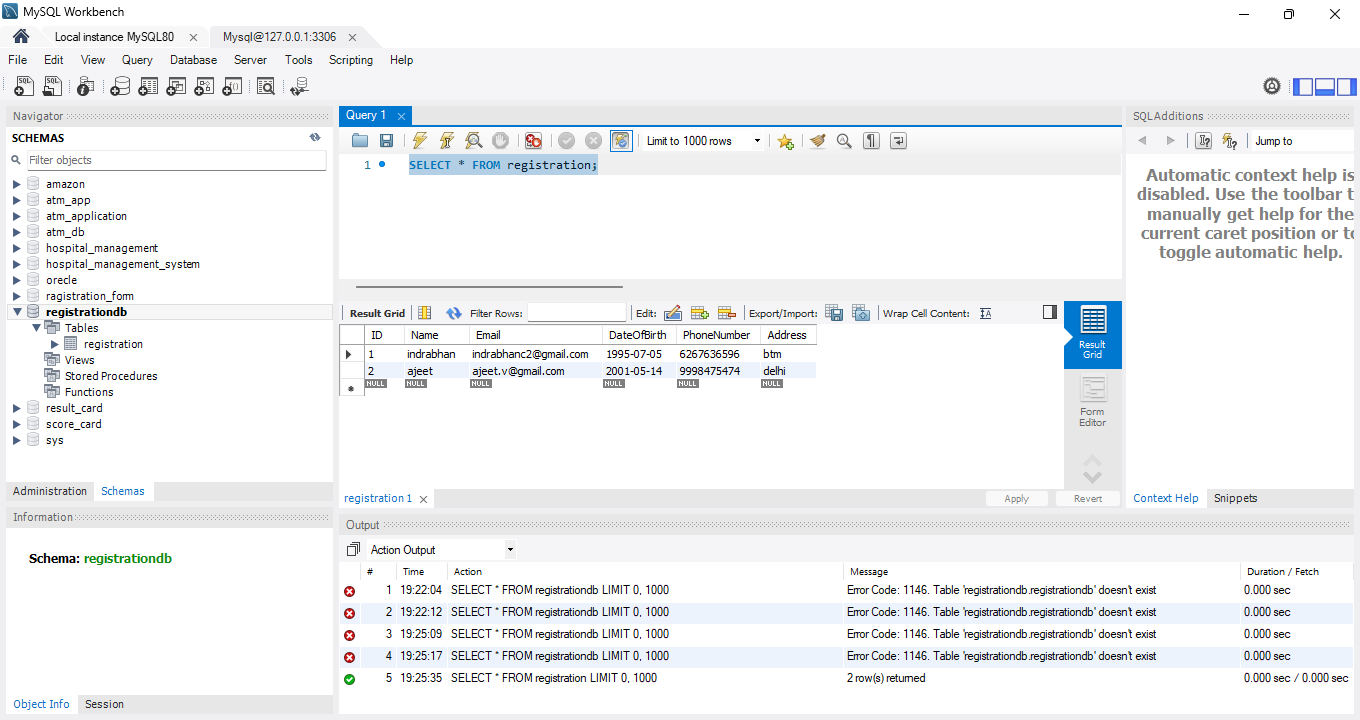 MySQL Workbench
Local instance MySQL80
Mysql@127.0.0.1:3306
File Edit View Query Database Server Tools Scripting Help
Navigator
SCHEMAS
Filter objects
amazon
atm_app
atm_application
atm_db
hospital_management
hospital_management_system
orecle
ragistration_form
registrationdb
Tables
registration
Views
Stored Procedures
Functions
result_card
score_card
sys
Administration Schemas
Information
Schema: registrationdb
Object Info Session
Query 1
Limit to 1000 rows
1 SELECT * FROM registration;
Result Grid Filter Rows: Edit: Export/Import: Wrap Cell Content:
ID Name Email DateOfBirth PhoneNumber Address
1 indrabhan indrabhanc2@gmail.com 1995-07-05 6267636596 btm
2 ajeet ajeet.v@gmail.com 2001-05-14 9998475474 delhi
NULL NULL NULL NULL NULL NULL
Result
Grid
Form
Editor
registration 1
Apply Revert
SQLAdditions
Jump to
Automatic context help is
disabled. Use the toolbar t
manually get help for the
current caret position or to
toggle automatic help.
Context Help Snippets
Output
Action Output
# Time Action Message Duration / Fetch
1 19:22:04 SELECT * FROM registrationdb LIMIT 0, 1000 Error Code: 1146. Table 'registrationdb.registrationdb' doesn't exist 0.000 sec
2 19:22:12 SELECT * FROM registrationdb LIMIT 0, 1000 Error Code: 1146. Table 'registrationdb.registrationdb' doesn't exist 0.000 sec
3 19:25:09 SELECT * FROM registrationdb LIMIT 0, 1000 Error Code: 1146. Table 'registrationdb.registrationdb' doesn't exist 0.000 sec
4 19:25:17 SELECT * FROM registrationdb LIMIT 0, 1000 Error Code: 1146. Table 'registrationdb.registrationdb' doesn't exist 0.000 sec
5 19:25:35 SELECT * FROM registration LIMIT 0, 1000 2 row(s) returned 0.000 sec / 0.000 sec